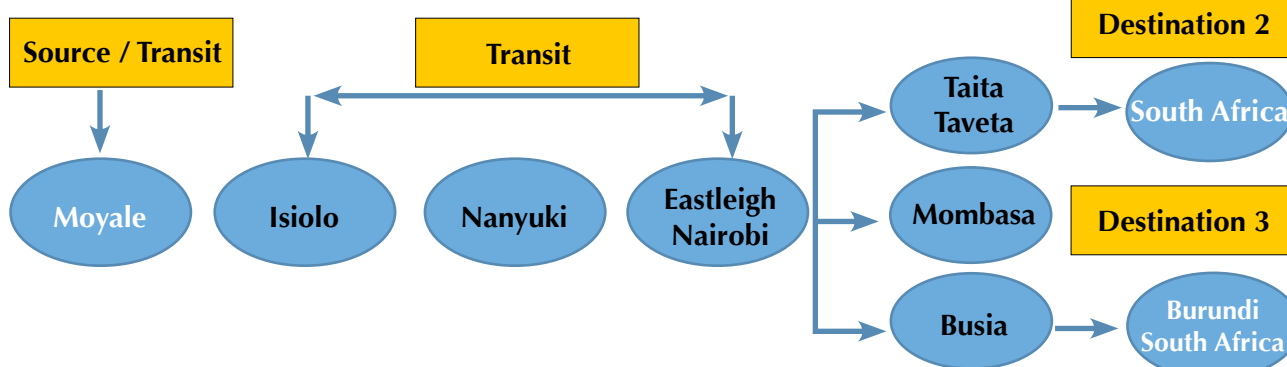 Source / Transit
Transit
Destination 2
Moyale
Isiolo
Nanyuki
Eastleigh
Nairobi
Taita
Taveta
South Africa
Mombasa
Destination 3
Busia
Burundi
South Africa